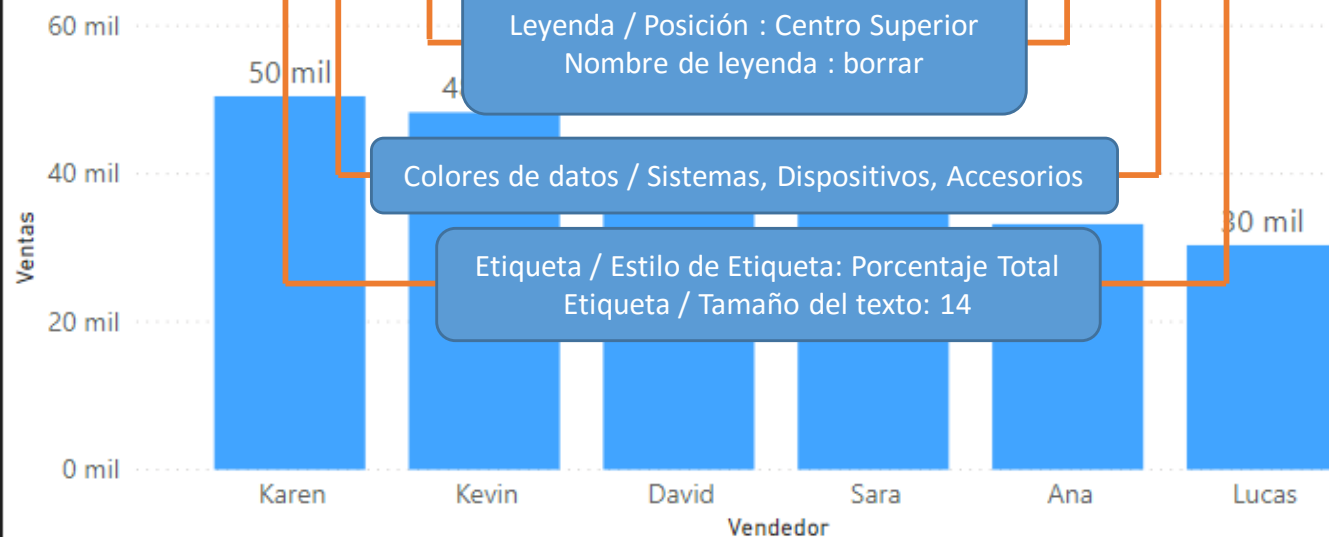 60 mil
Leyenda / Posición : Centro Superior
Nombre de leyenda : borrar
50 mil
40 mil
Colores de datos / Sistemas, Dispositivos, Accesorios
Ventas
30 mil
Etiqueta / Estilo de Etiqueta: Porcentaje Total
Etiqueta / Tamaño del texto: 14
20 mil
0 mil
Karen Kevin David Sara Ana Lucas
Vendedor